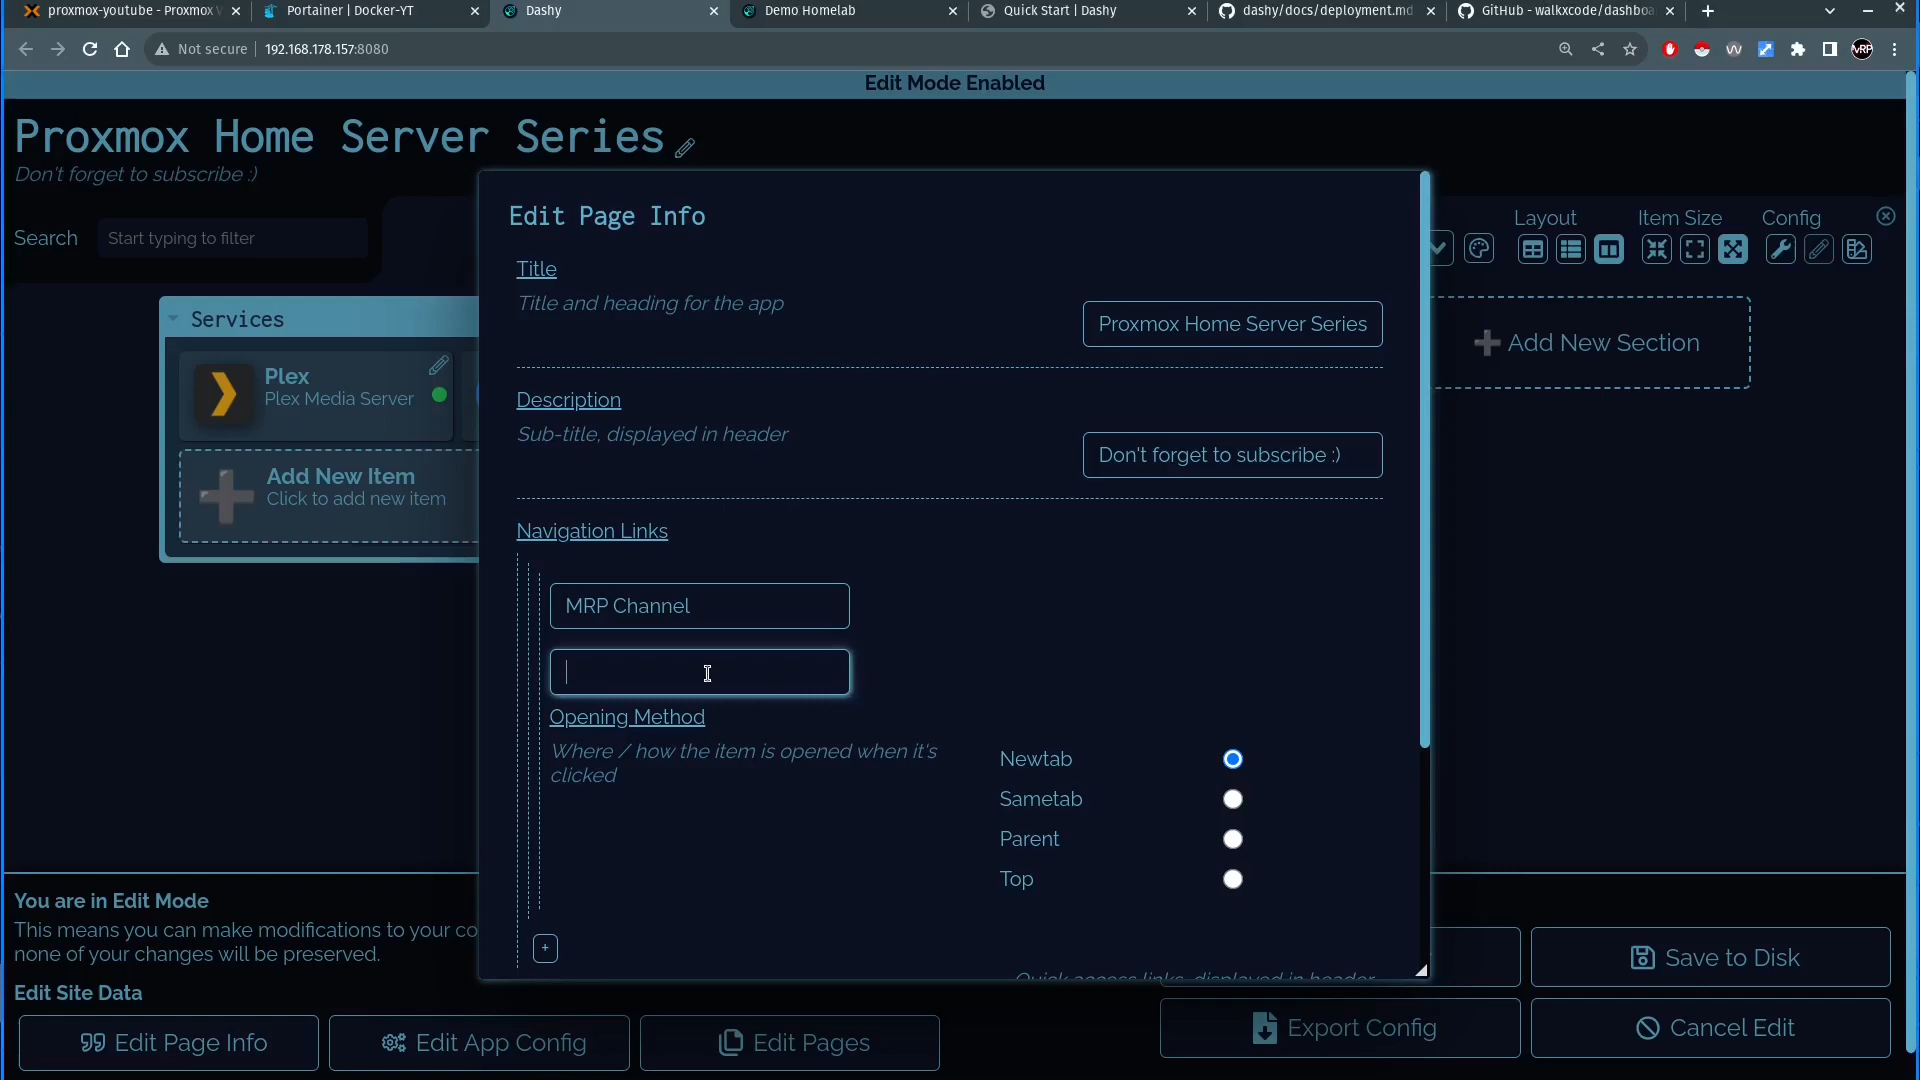 proxmox-youtube - Proxmox V
Portainer | Docker-YT
Dashy
Demo Homelab
Quick Start | Dashy
dashy/docs/deployment.md
GitHub - walkxcode/dashboa
Not secure
192.168.178.157:8080
VRP
Edit Mode Enabled
Proxmox Home Server Series
Don't forget to subscribe :)
Search
Start typing to filter
Layout
Item Size
Config
Services
Plex
Plex Media Server
Add New Item
Click to add new item
Add New Section
Edit Page Info
Title
Title and heading for the app
Proxmox Home Server Series
Description
Sub-title, displayed in header
Don't forget to subscribe :)
Navigation Links
MRP Channel
Opening Method
Where / how the item is opened when it's
clicked
Newtab
Sametab
Parent
Top
+
Quick access links, displayed in header
You are in Edit Mode
This means you can make modifications to your co
none of your changes will be preserved.
Edit Site Data
Edit Page Info
Edit App Config
Edit Pages
Save to Disk
Export Config
Cancel Edit